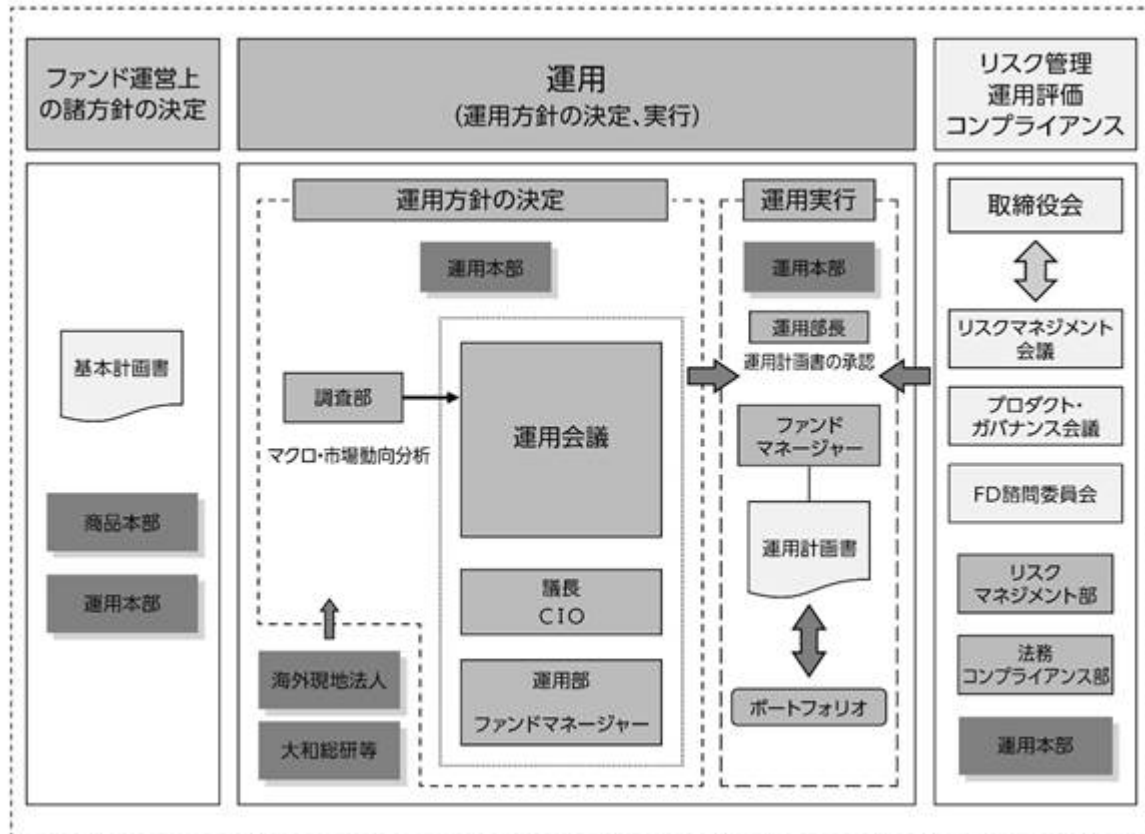 ファンド運営上
の諸方針の決定
運用
(運用方針の決定、実行)
リスク管理
運用評価
コンプライアンス
基本計画書
商品本部
運用本部
運用方針の決定
運用本部
調査部
マクロ・市場動向分析
運用会議
議長
CIO
運用部
ファンドマネージャー
海外現地法人
大和総研等
運用実行
運用本部
運用部長
運用計画書の承認
ファンド
マネージャー
運用計画書
ポートフォリオ
取締役会
リスクマネジメント
会議
プロダクト・
ガバナンス会議
FD諮問委員会
リスク
マネジメント部
法務
コンプライアンス部
運用本部